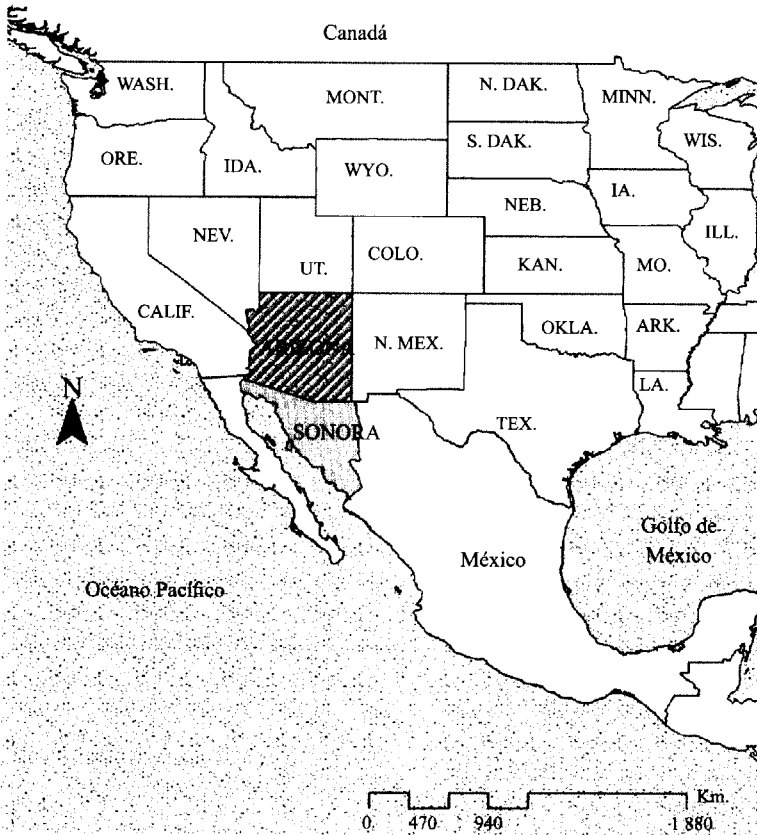 Canadá
WASH.
MONT.
N. DAK.
MINN.
ORE.
IDA.
WYO.
S. DAK.
WIS.
NEV.
UT.
COLO.
NEB.
IA.
ILL.
KAN.
MO.
CALIF.
ARIZONA
N. MEX.
OKLA.
ARK.
LA.
N
SONORA
TEX.
Golfo de
México
México
Océano Pacífico
Km.
0 470 940 1 880